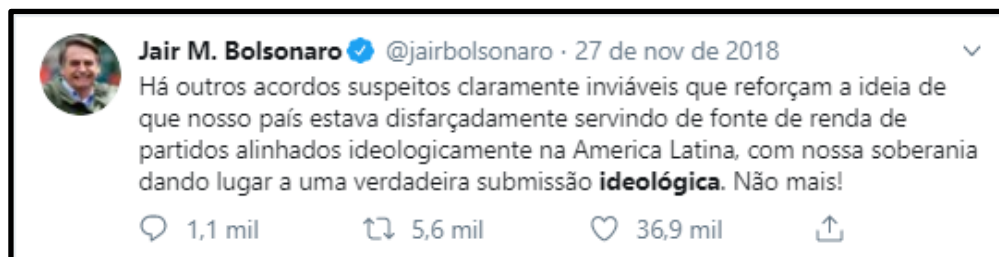 Jair M. Bolsonaro @jairbolsonaro · 27 de nov de 2018
Há outros acordos suspeitos claramente inviáveis que reforçam a ideia de
que nosso país estava disfarçadamente servindo de fonte de renda de
partidos alinhados ideologicamente na America Latina, com nossa soberania
dando lugar a uma verdadeira submissão ideológica. Não mais!
1,1 mil 5,6 mil 36,9 mil